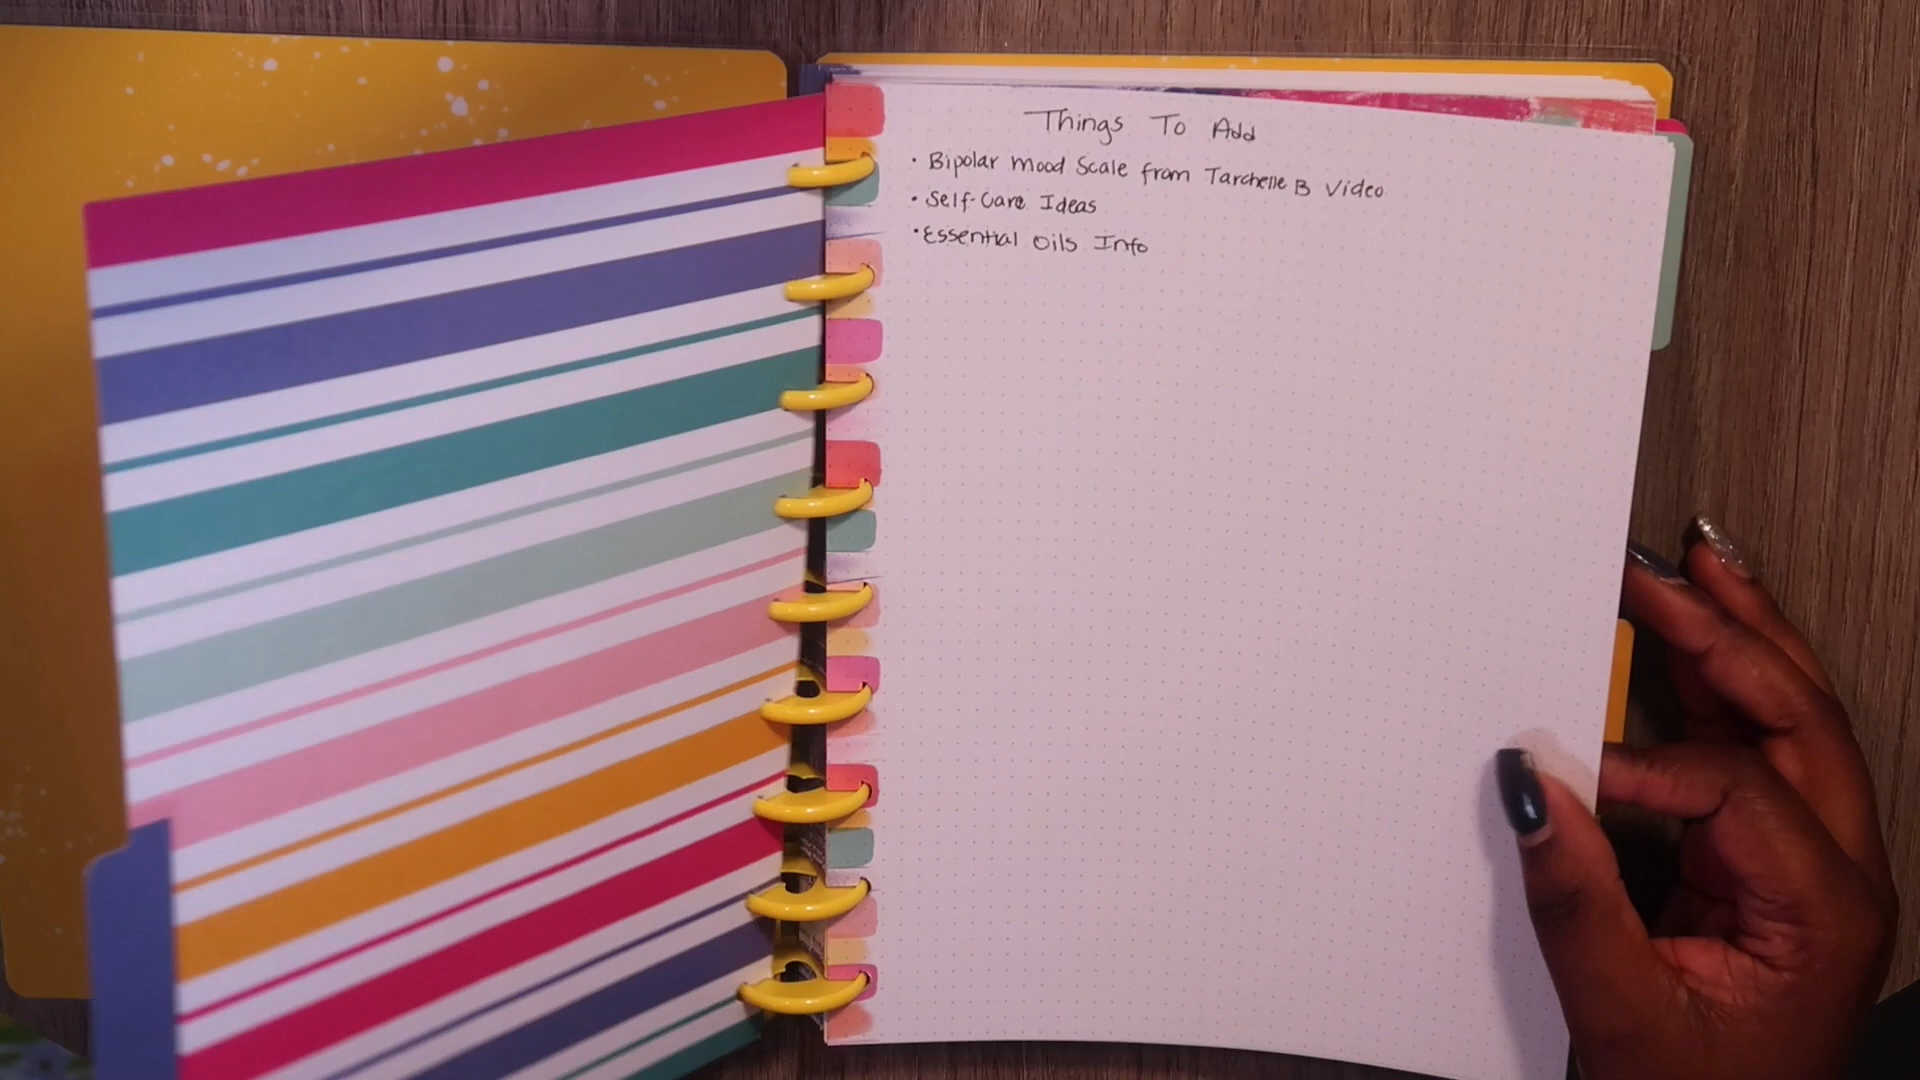 Things To Add
• Bipolar Mood Scale from Tarchelle B Video
• Self-Care Ideas
• Essential Oils Info